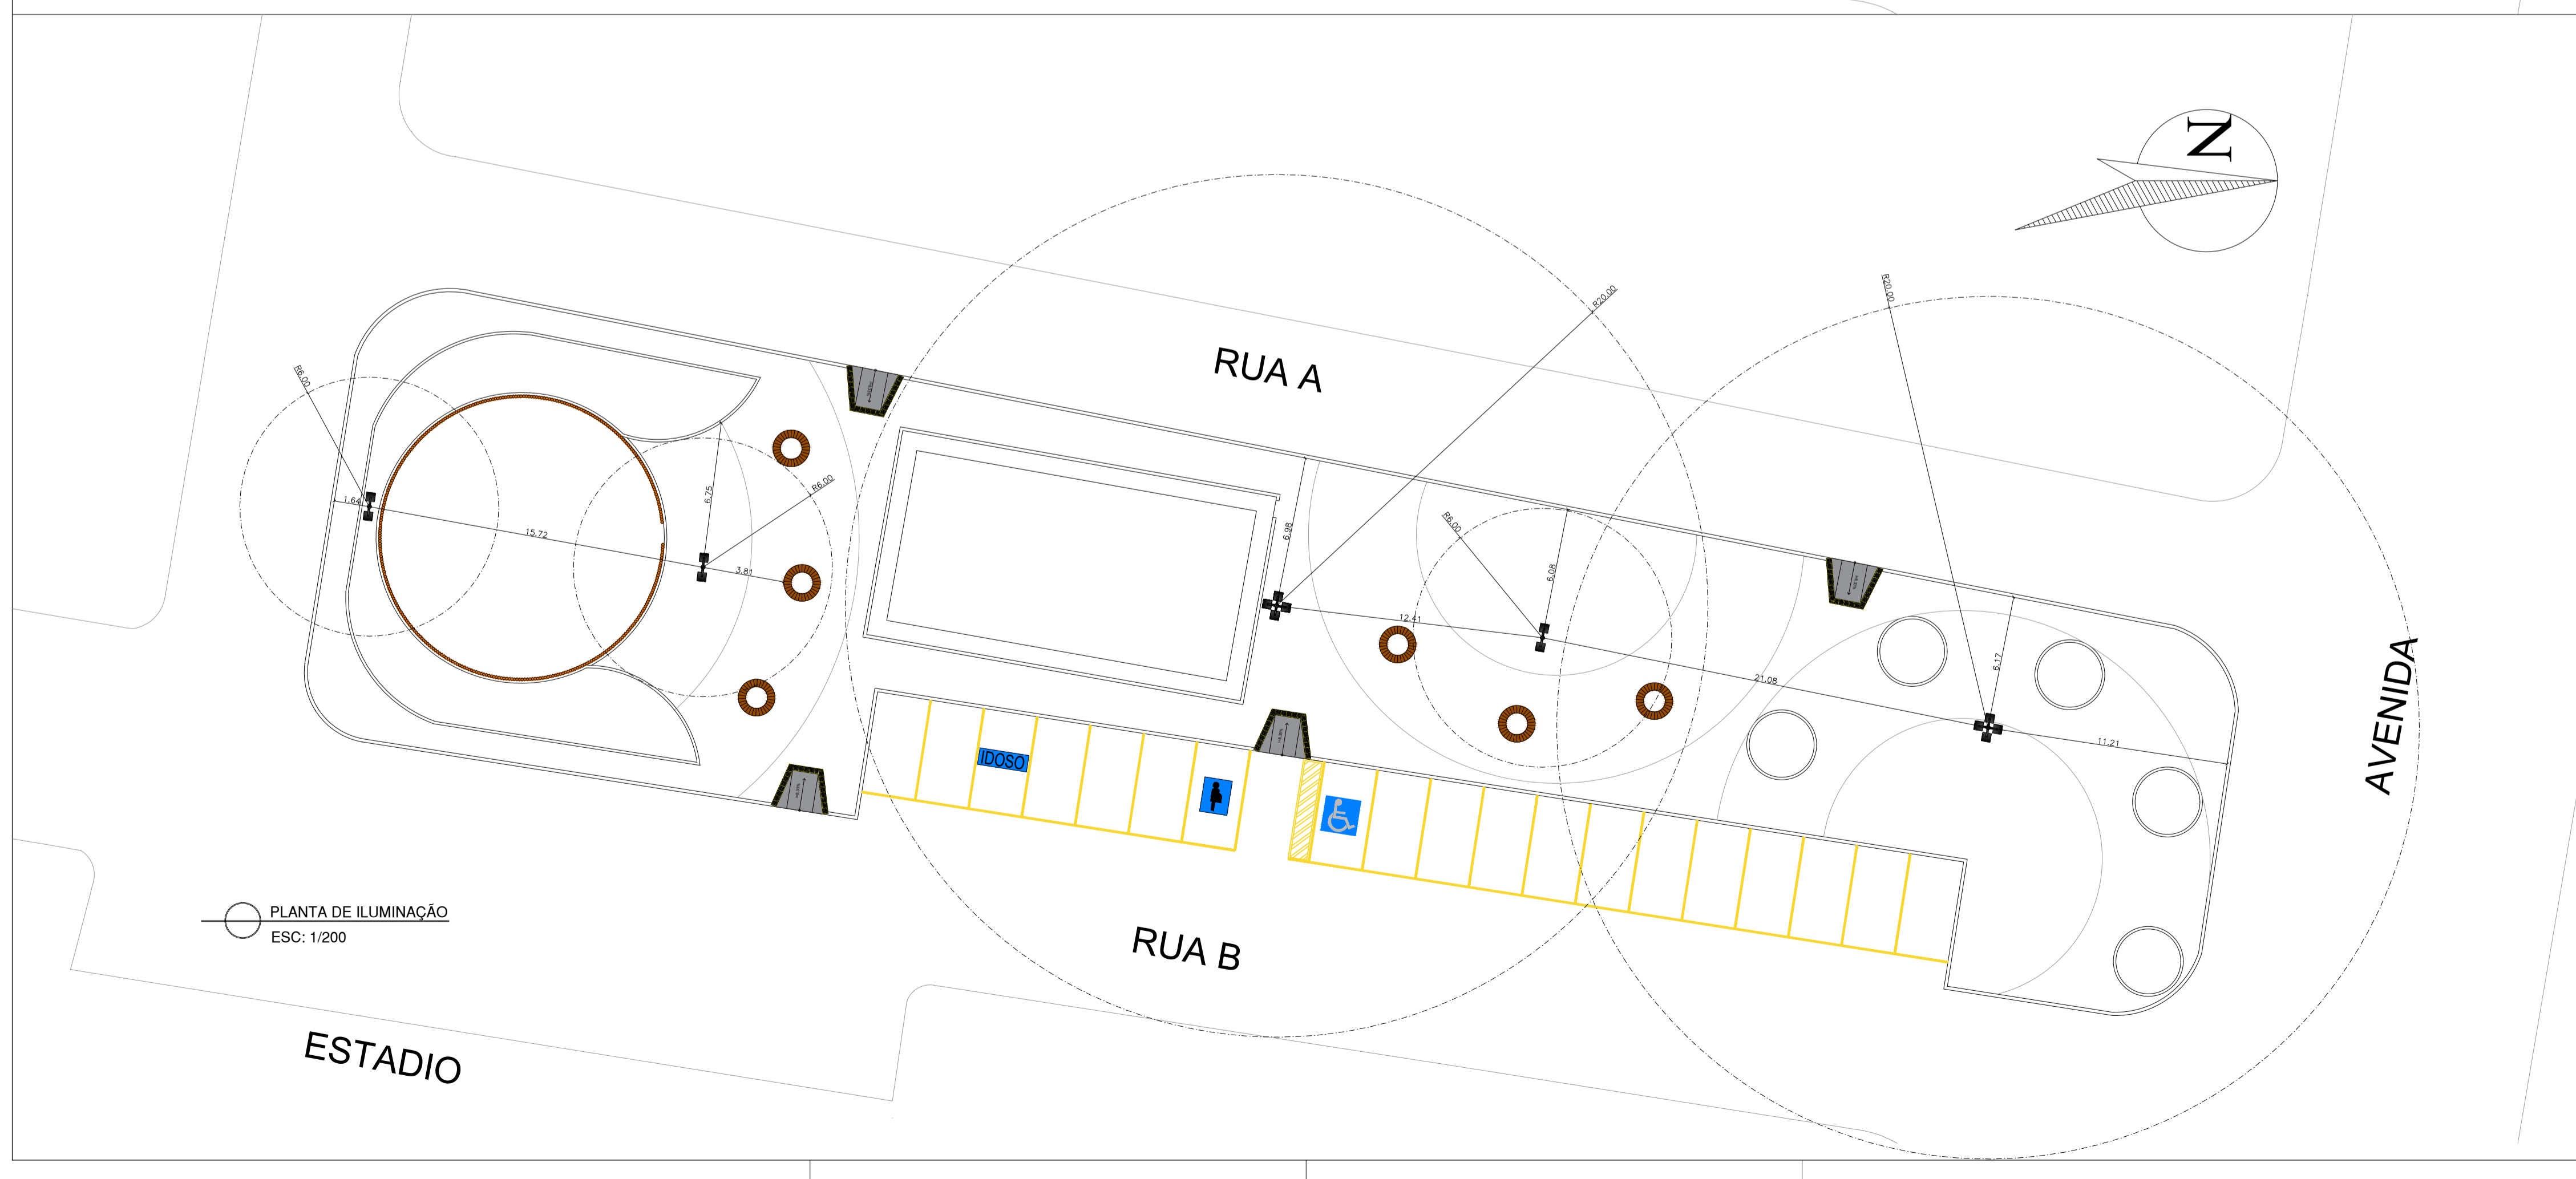 N
R20.00
R20.00
RUA A
R6.00
R6.00
R6.00
1.64
15.72
6.75
3.81
6.98
12.41
6.08
21.08
6.17
11.21
AVENIDA
IDOSO
PLANTA DE ILUMINAÇÃO
ESC: 1/200
RUA B
ESTADIO